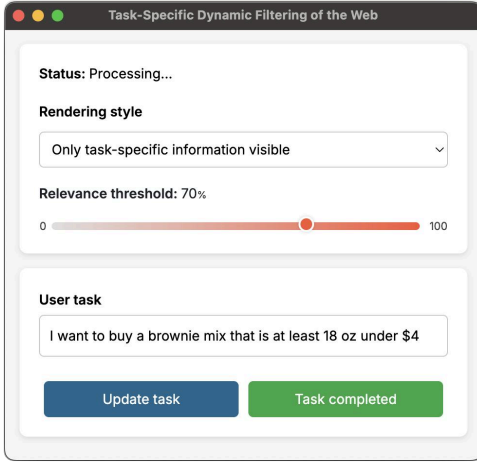 Task-Specific Dynamic Filtering of the Web
Status: Processing...
Rendering style
Only task-specific information visible
Relevance threshold: 70%
0 100
User task
I want to buy a brownie mix that is at least 18 oz under $4
Update task Task completed